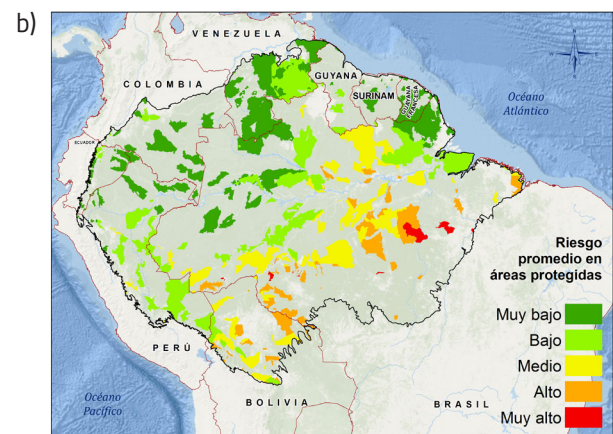 b)
VENEZUELA
COLOMBIA
GUYANA
SURINAM
GUYANA
FRANCESA
Océano
Atlántico
ECUADOR
Riesgo
promedio en
áreas protegidas
Muy bajo
Bajo
Medio
Alto
Muy alto
PERÚ
Océano
Pacífico
BOLIVIA
BRASIL